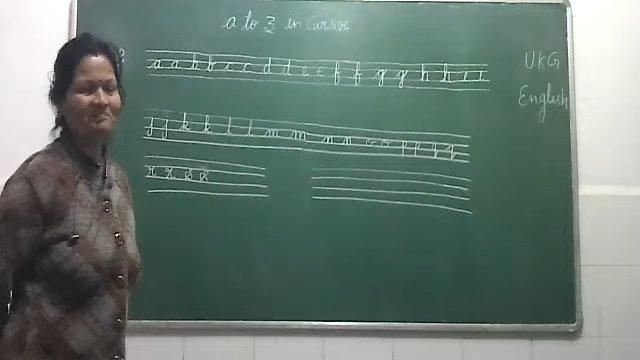 a to z in Cursive
UKG
English
a a b b c c d d e e f f g g h h i i
j j k k l l m m n n o o p p q q
r r s s